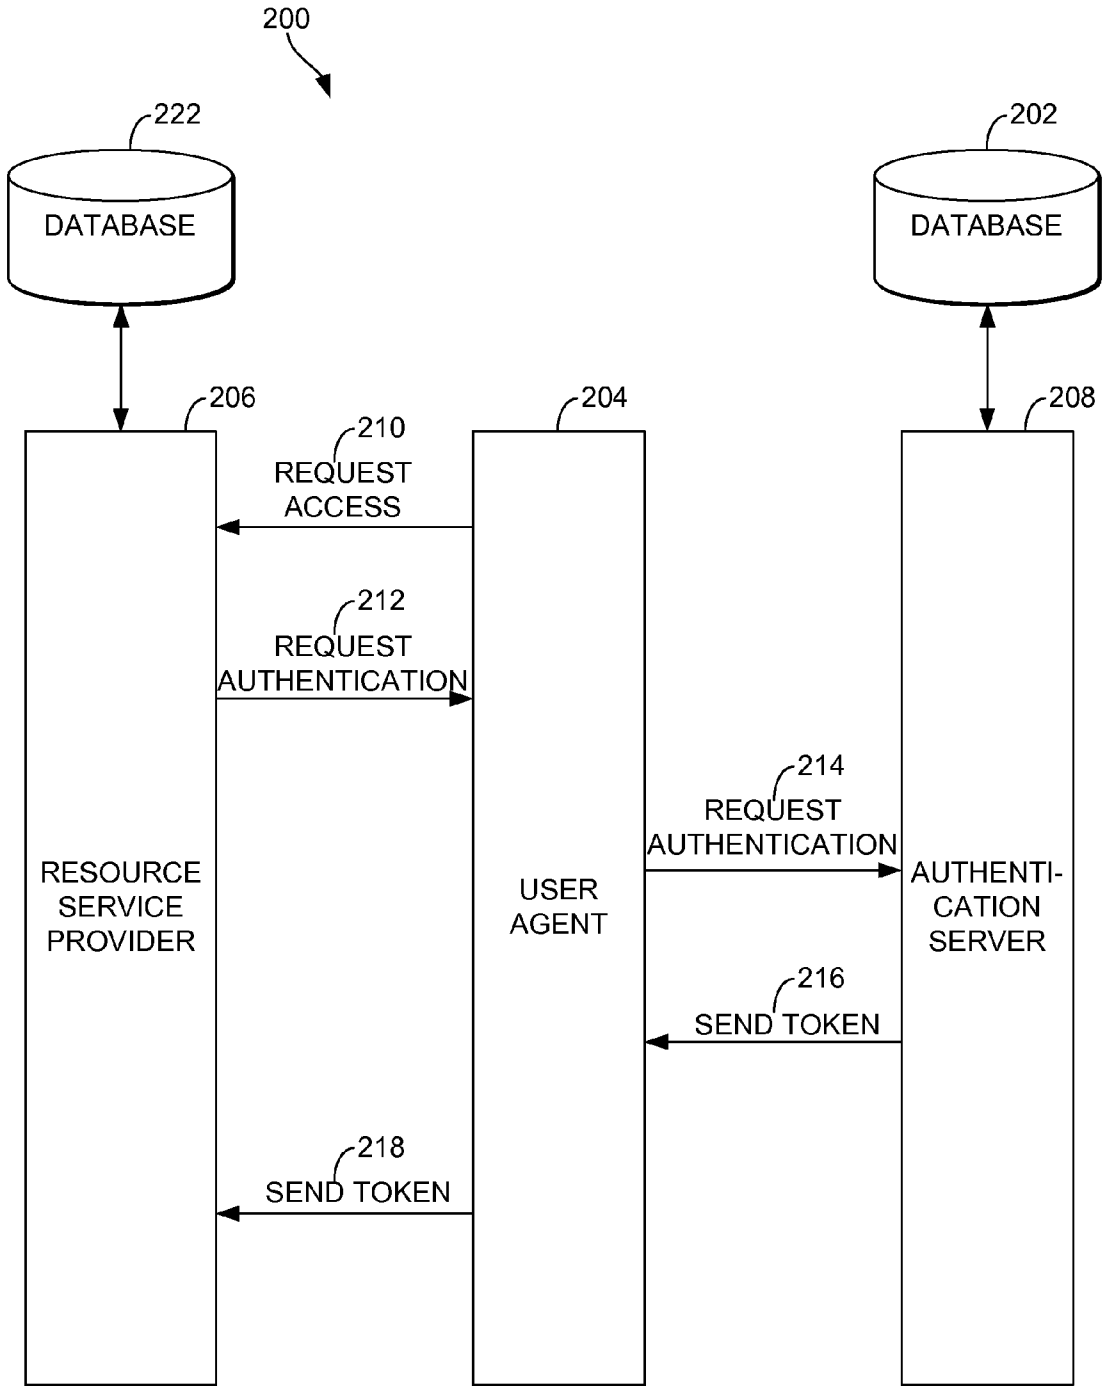 200
222
202
DATABASE
DATABASE
206
204
208
210
REQUEST
ACCESS
212
REQUEST
AUTHENTICATION
214
REQUEST
AUTHENTICATION
RESOURCE
SERVICE
PROVIDER
USER
AGENT
AUTHENTI-
CATION
SERVER
216
SEND TOKEN
218
SEND TOKEN